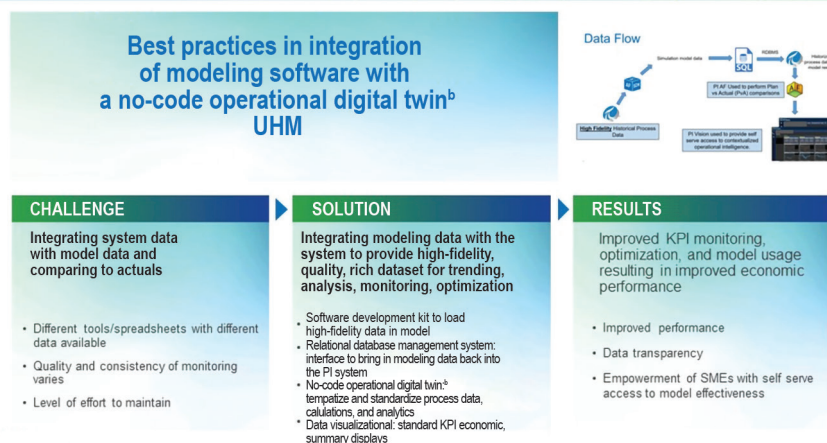 Best practices in integration
of modeling software with
a no-code operational digital twinᵇ
UHM
Data Flow
Simulation model data
SQL
RDBMS
PI AF Used to perform Plan
vs Actual (PvA) comparisons
High Fidelity Historical Process
Data
PI Vision used to provide self
serve access to contextualized
operational intelligence.
CHALLENGE
Integrating system data
with model data and
comparing to actuals
• Different tools/spreadsheets with different
data available
• Quality and consistency of monitoring
varies
• Level of effort to maintain
SOLUTION
Integrating modeling data with the
system to provide high-fidelity,
quality, rich dataset for trending,
analysis, monitoring, optimization
• Software development kit to load
high-fidelity data in model
• Relational database management system:
interface to bring in modeling data back into
the PI system
• No-code operational digital twin:ᵇ
tempatize and standardize process data,
calulations, and analytics
• Data visualizational: standard KPI economic,
summary displays
RESULTS
Improved KPI monitoring,
optimization, and model usage
resulting in improved economic
performance
• Improved performance
• Data transparency
• Empowerment of SMEs with self serve
access to model effectiveness